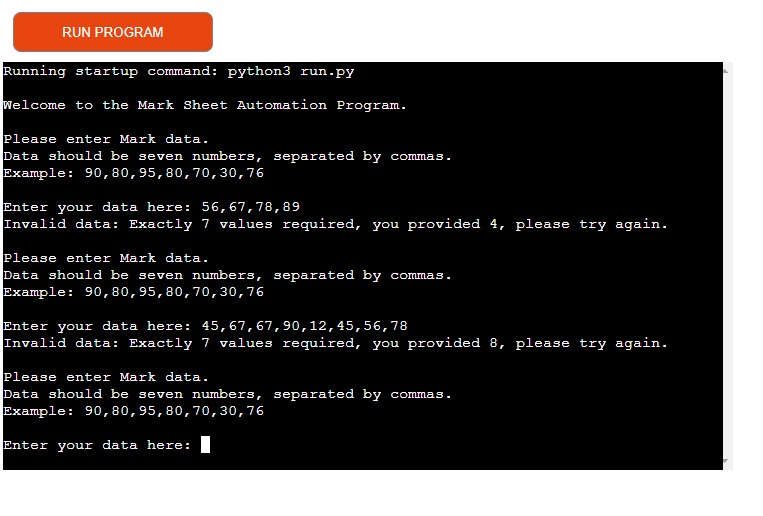 RUN PROGRAM
Running startup command: python3 run.py
Welcome to the Mark Sheet Automation Program.
Please enter Mark data.
Data should be seven numbers, separated by commas.
Example: 90,80,95,80,70,30,76
Enter your data here: 56,67,78,89
Invalid data: Exactly 7 values required, you provided 4, please try again.
Please enter Mark data.
Data should be seven numbers, separated by commas.
Example: 90,80,95,80,70,30,76
Enter your data here: 45,67,67,90,12,45,56,78
Invalid data: Exactly 7 values required, you provided 8, please try again.
Please enter Mark data.
Data should be seven numbers, separated by commas.
Example: 90,80,95,80,70,30,76
Enter your data here: